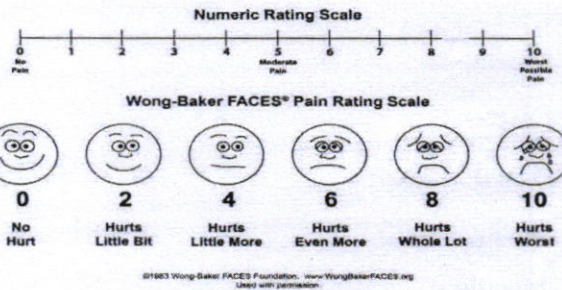 Numeric Rating Scale
0 1 2 3 4 5 6 7 8 9 10
No Pain
Moderate Pain
Worst Possible Pain
Wong-Baker FACES® Pain Rating Scale
0 2 4 6 8 10
No Hurt
Hurts Little Bit
Hurts Little More
Hurts Even More
Hurts Whole Lot
Hurts Worst
©1983 Wong-Baker FACES Foundation. www.WongBakerFACES.org
Used with permission.